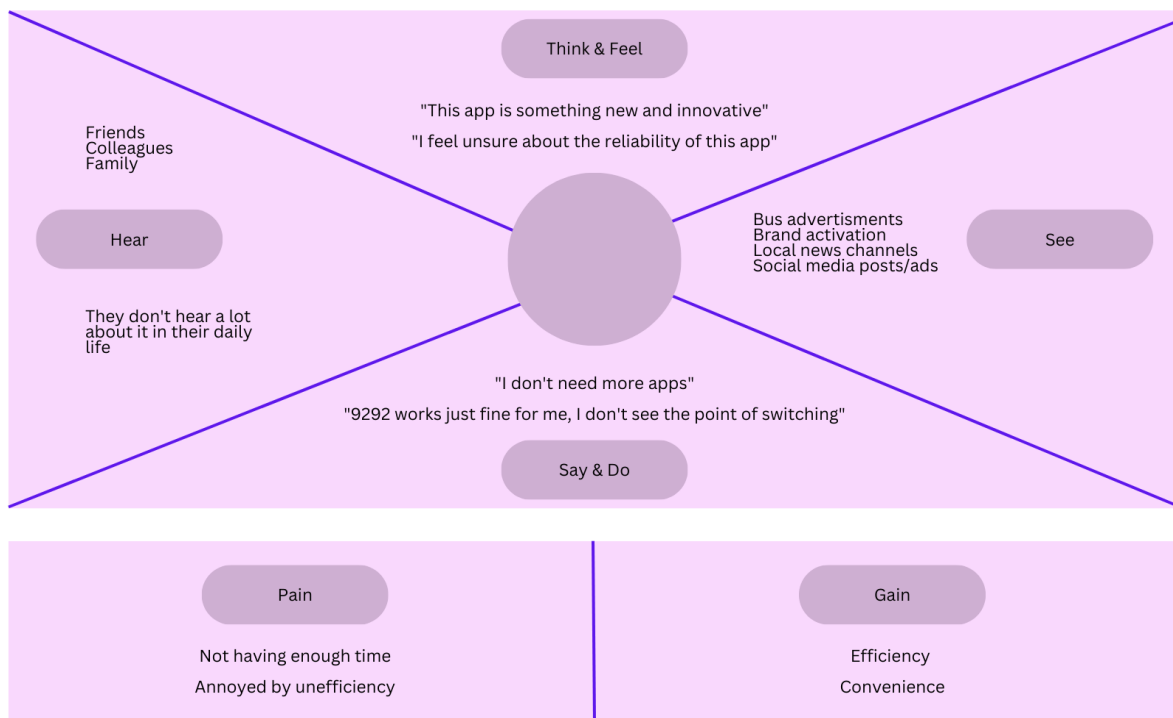 Think & Feel
"This app is something new and innovative"
"I feel unsure about the reliability of this app"
Friends
Colleagues
Family
Hear
They don't hear a lot
about it in their daily
life
Bus advertisments
Brand activation
Local news channels
Social media posts/ads
See
"I don't need more apps"
"9292 works just fine for me, I don't see the point of switching"
Say & Do
Pain
Not having enough time
Annoyed by unefficiency
Gain
Efficiency
Convenience